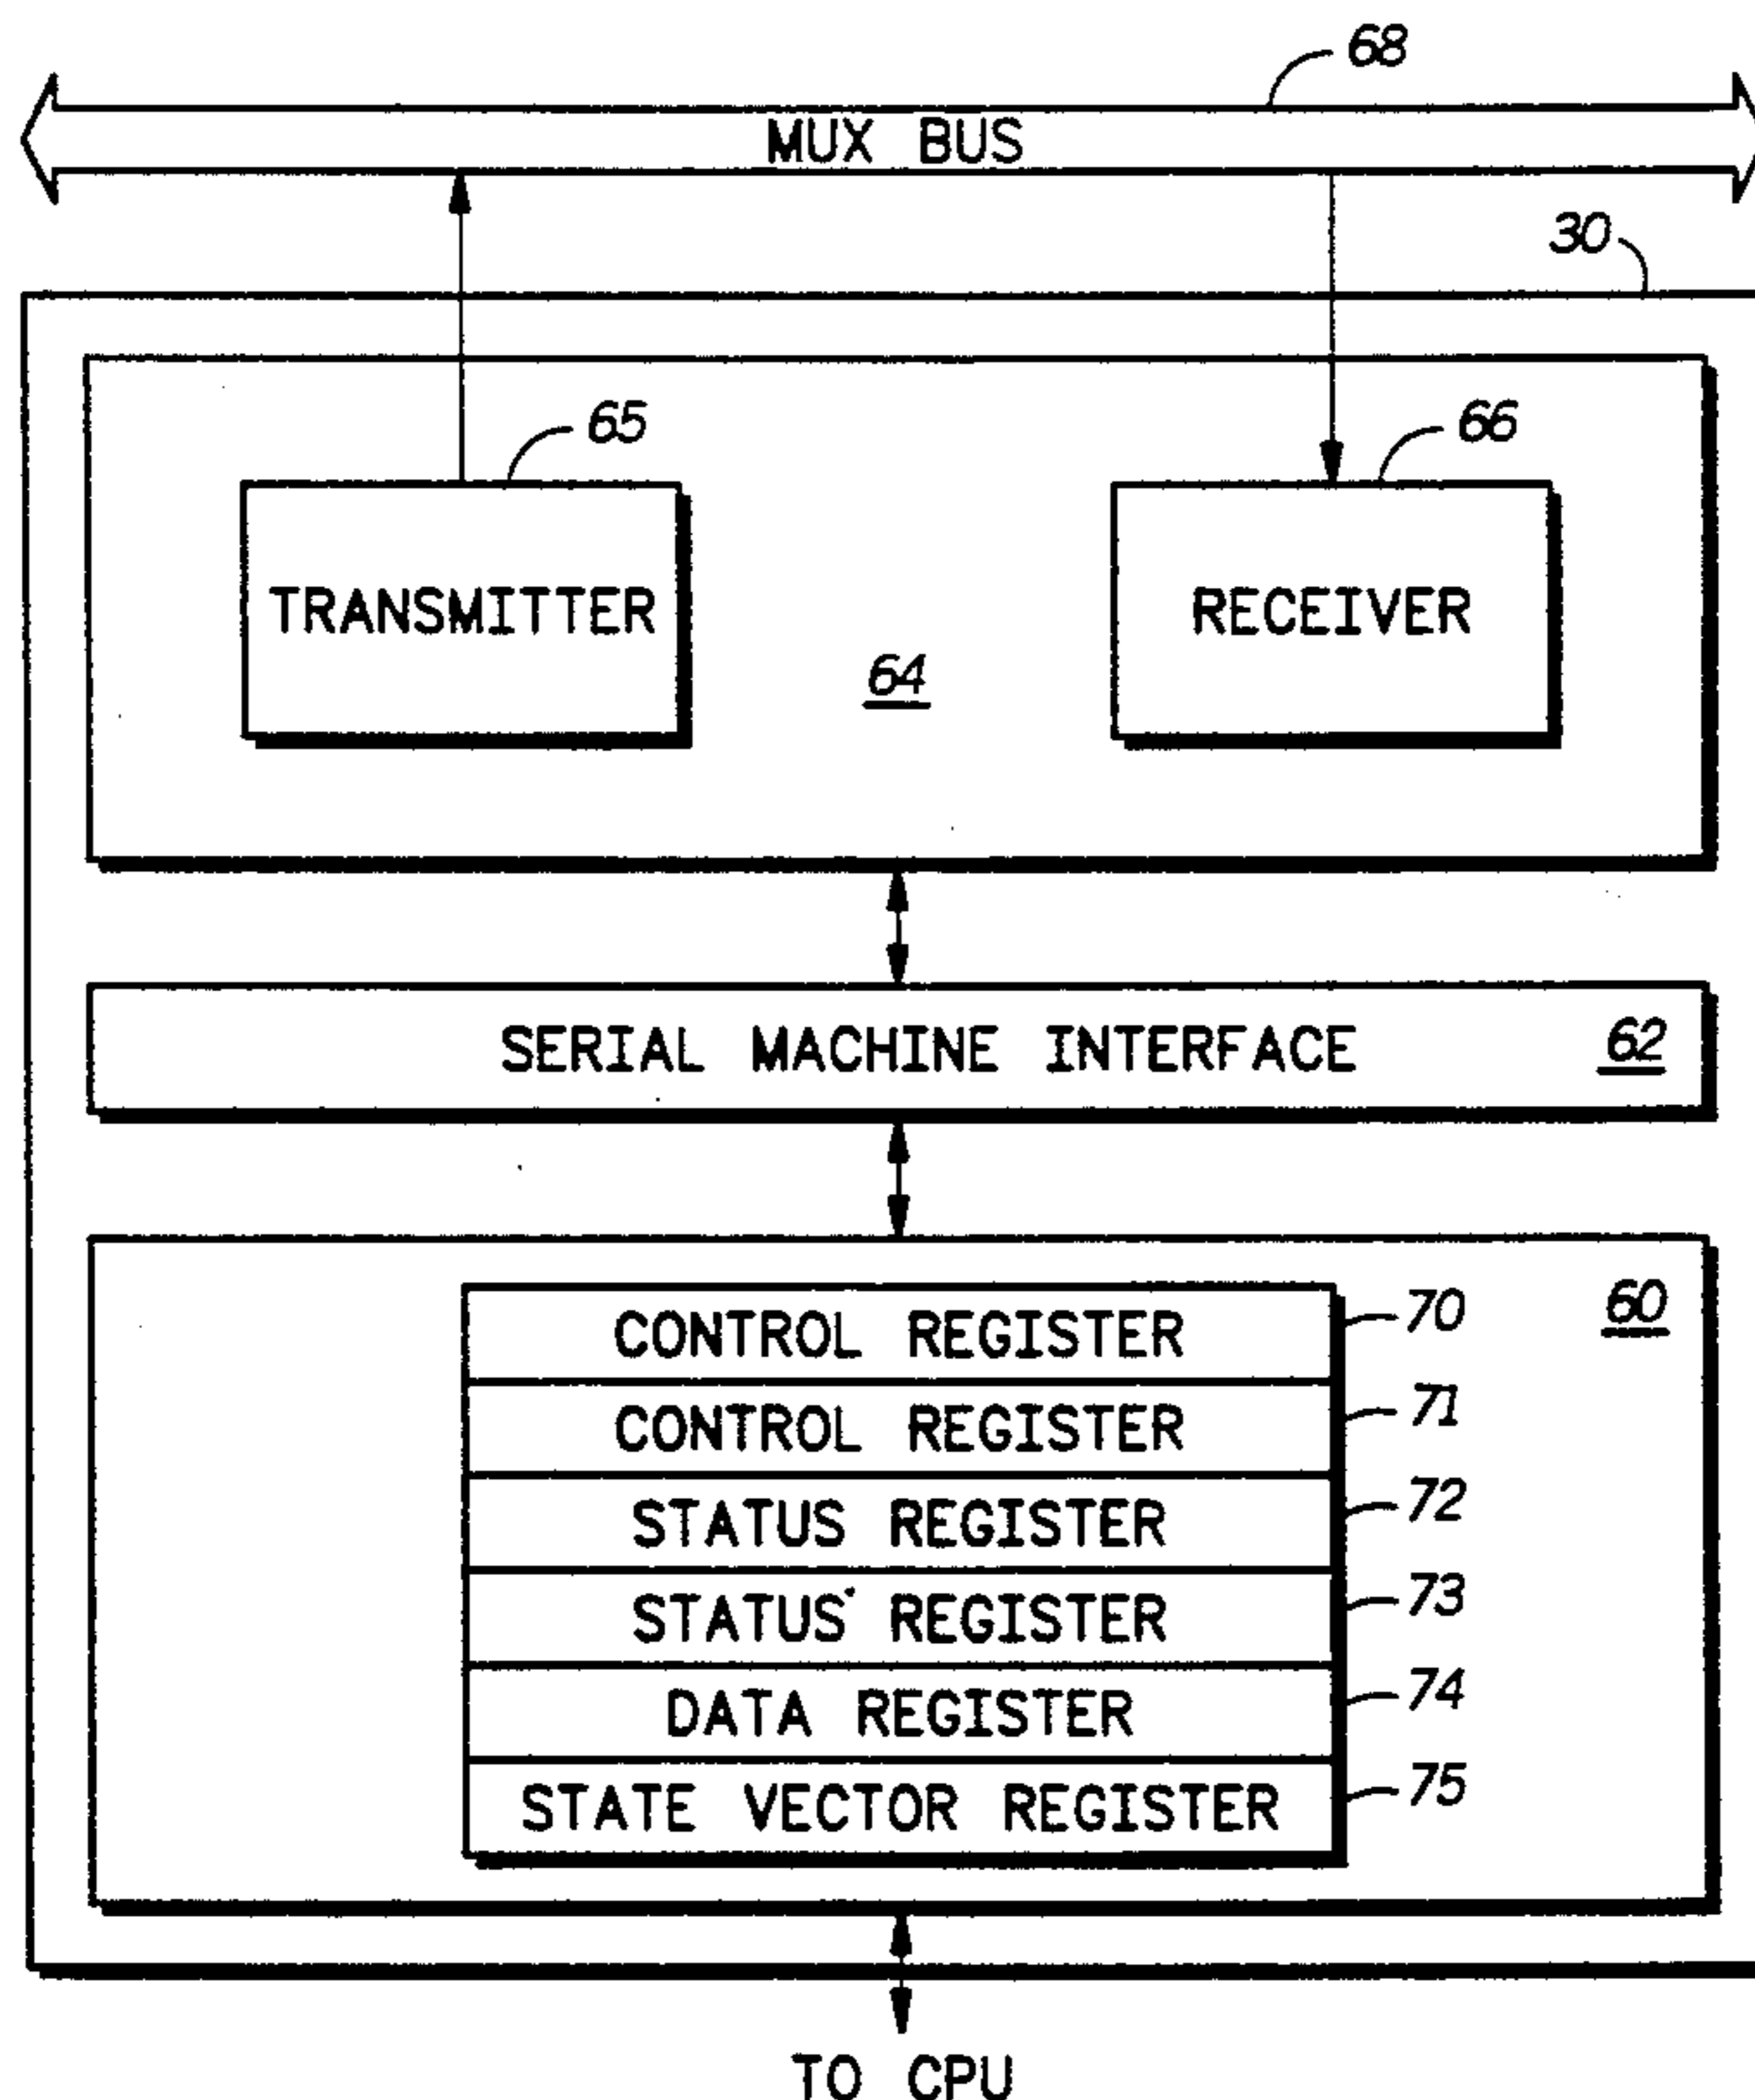 68
MUX BUS
30
65
66
TRANSMITTER
RECEIVER
64
SERIAL MACHINE INTERFACE 62
60
CONTROL REGISTER 70
CONTROL REGISTER 71
STATUS REGISTER 72
STATUS REGISTER 73
DATA REGISTER 74
STATE VECTOR REGISTER 75
TO CPU